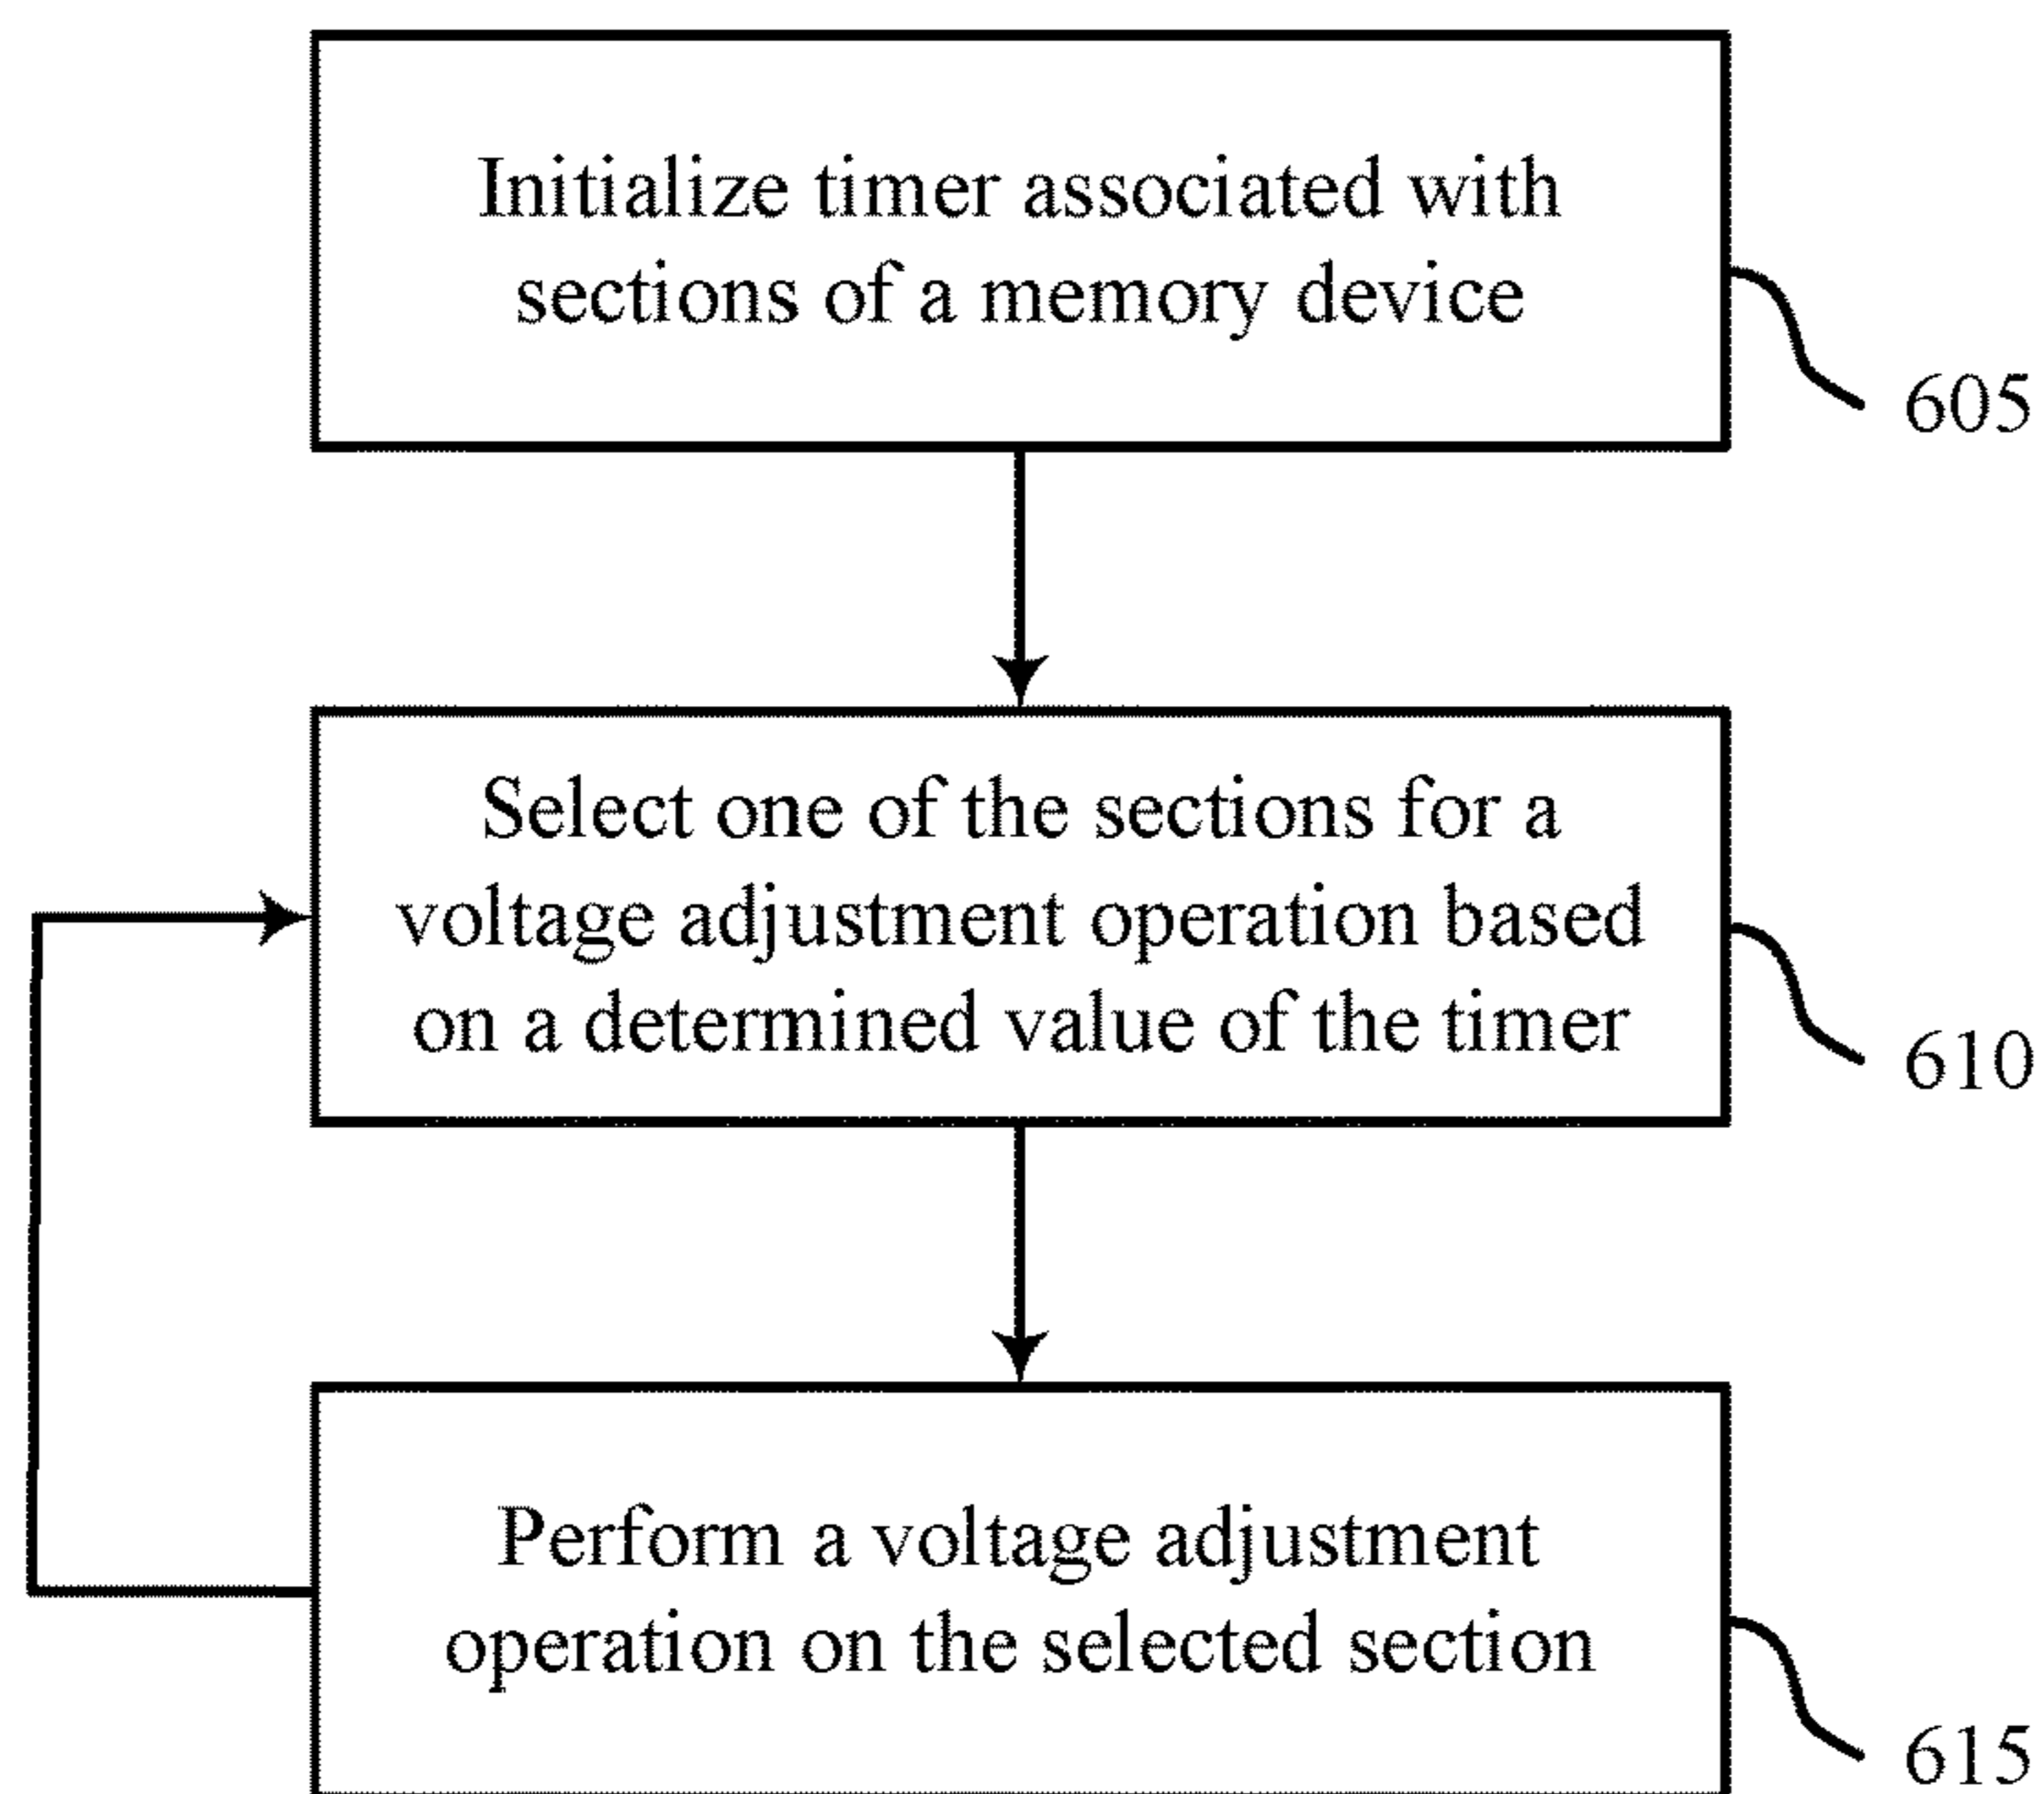 Initialize timer associated with
sections of a memory device
605
Select one of the sections for a
voltage adjustment operation based
on a determined value of the timer
610
Perform a voltage adjustment
operation on the selected section
615